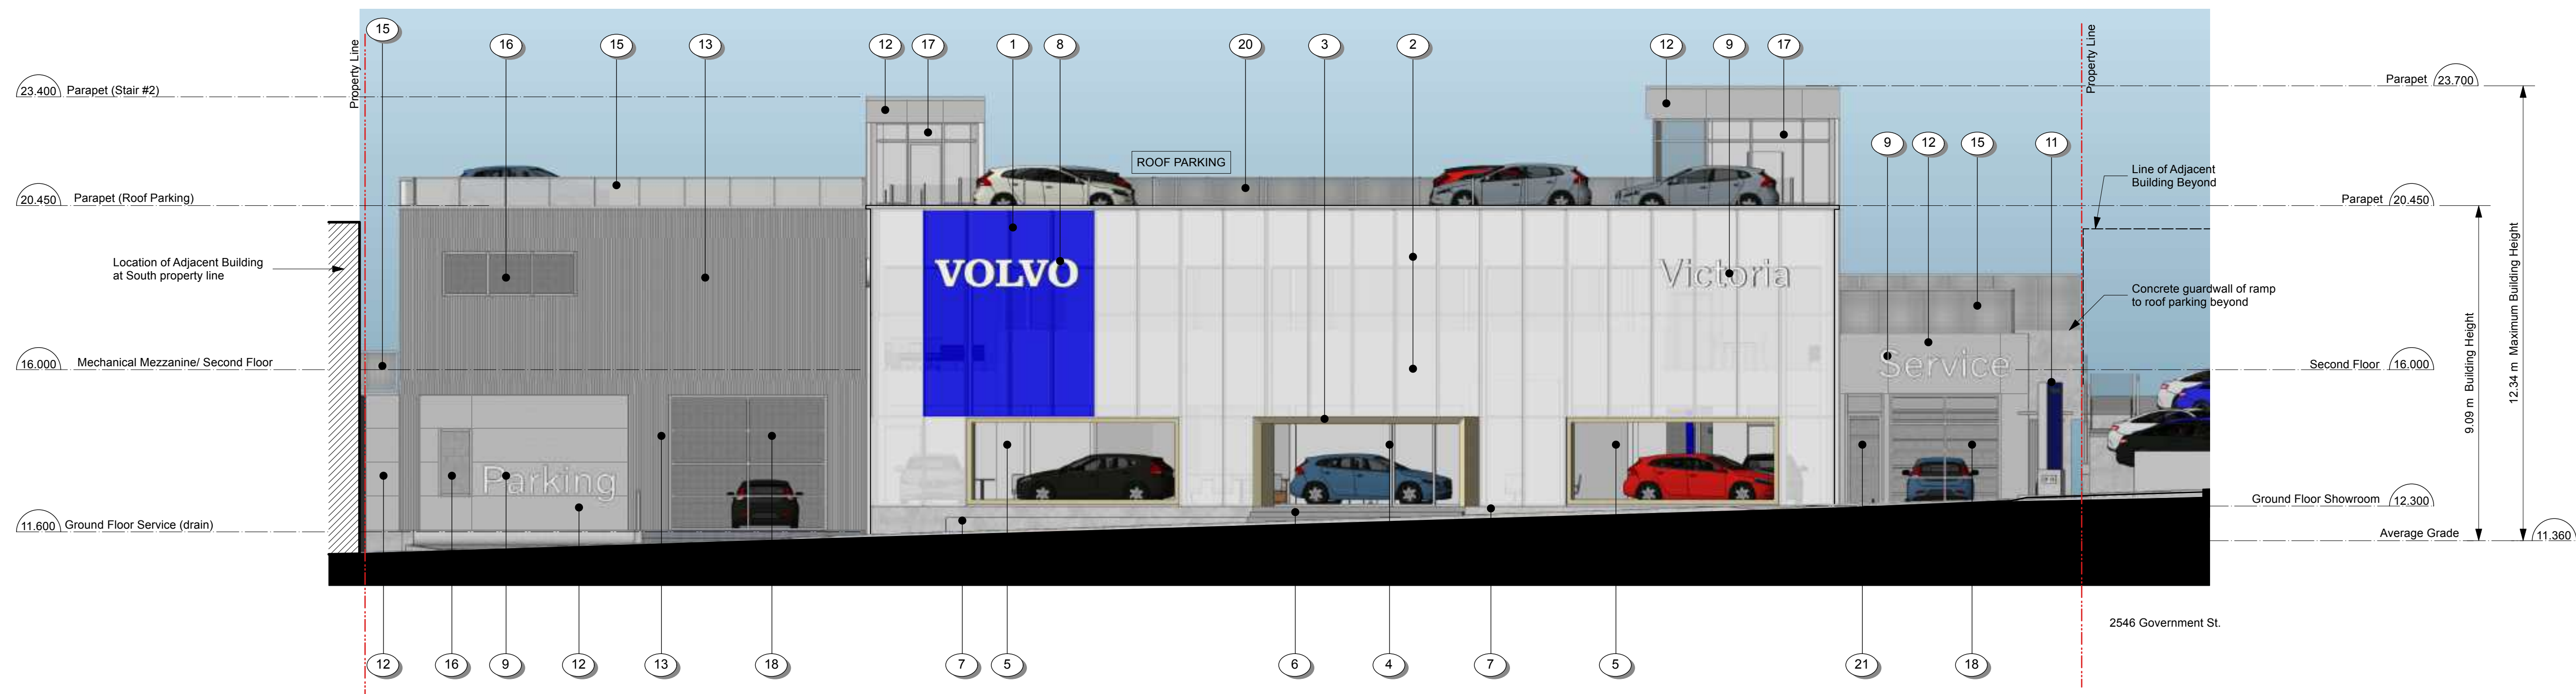 15
16
15
13
12
17
1
8
20
3
2
12
9
17
Property Line
Property Line
23.400 Parapet (Stair #2)
Parapet 23.700
9
12
15
11
ROOF PARKING
Line of Adjacent
Building Beyond
20.450 Parapet (Roof Parking)
Parapet 20.450
Location of Adjacent Building
at South property line
VOLVO
Victoria
Concrete guardwall of ramp
to roof parking beyond
9.09 m Building Height
12.34 m Maximum Building Height
16.000 Mechanical Mezzanine/ Second Floor
Service
Second Floor 16.000
Parking
11.600 Ground Floor Service (drain)
Ground Floor Showroom 12.300
Average Grade 11.360
2546 Government St.
12
16
9
12
13
18
7
5
6
4
7
5
21
18